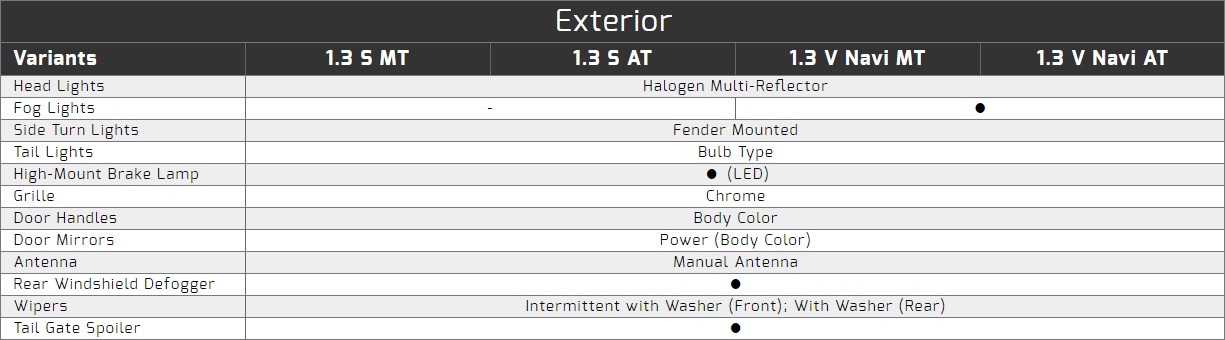 Exterior
Variants 1.3 S MT 1.3 S AT 1.3 V Navi MT 1.3 V Navi AT
Head Lights Halogen Multi-Reflector
Fog Lights - ●
Side Turn Lights Fender Mounted
Tail Lights Bulb Type
High-Mount Brake Lamp ● (LED)
Grille Chrome
Door Handles Body Color
Door Mirrors Power (Body Color)
Antenna Manual Antenna
Rear Windshield Defogger ●
Wipers Intermittent with Washer (Front); With Washer (Rear)
Tail Gate Spoiler ●